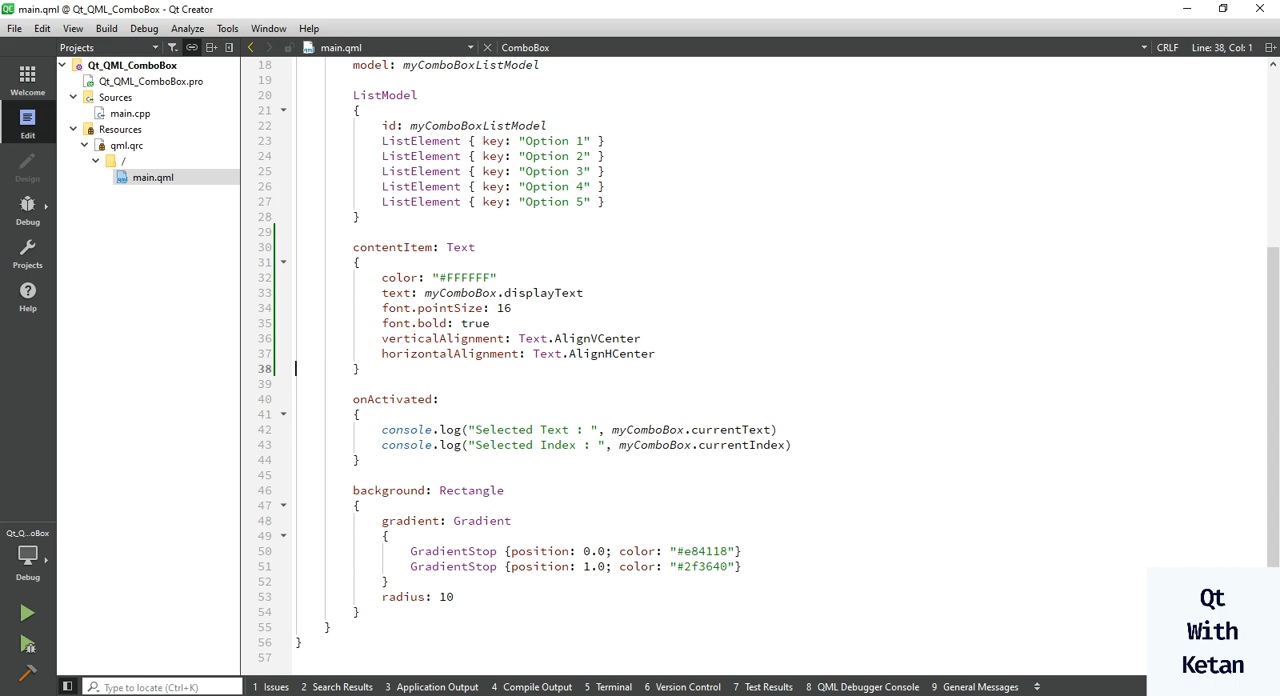 main.qml @ Qt_QML_ComboBox - Qt Creator
File Edit View Build Debug Analyze Tools Window Help
Projects main.qml ComboBox CRLF Line: 38, Col: 1
Welcome
Edit
Design
Debug
Projects
Help
Qt_Q...oBox
Debug
Qt_QML_ComboBox
Qt_QML_ComboBox.pro
Sources
main.cpp
Resources
qml.qrc
/
main.qml
18 model: myComboBoxListModel
19
20 ListModel
21 {
22 id: myComboBoxListModel
23 ListElement { key: "Option 1" }
24 ListElement { key: "Option 2" }
25 ListElement { key: "Option 3" }
26 ListElement { key: "Option 4" }
27 ListElement { key: "Option 5" }
28 }
29
30 contentItem: Text
31 {
32 color: "#FFFFFF"
33 text: myComboBox.displayText
34 font.pointSize: 16
35 font.bold: true
36 verticalAlignment: Text.AlignVCenter
37 horizontalAlignment: Text.AlignHCenter
38 }
39
40 onActivated:
41 {
42 console.log("Selected Text : ", myComboBox.currentText)
43 console.log("Selected Index : ", myComboBox.currentIndex)
44 }
45
46 background: Rectangle
47 {
48 gradient: Gradient
49 {
50 GradientStop {position: 0.0; color: "#e84118"}
51 GradientStop {position: 1.0; color: "#2f3640"}
52 }
53 radius: 10
54 }
55 }
56 }
57
Qt
With
Ketan
Type to locate (Ctrl+K) 1 Issues 2 Search Results 3 Application Output 4 Compile Output 5 Terminal 6 Version Control 7 Test Results 8 QML Debugger Console 9 General Messages